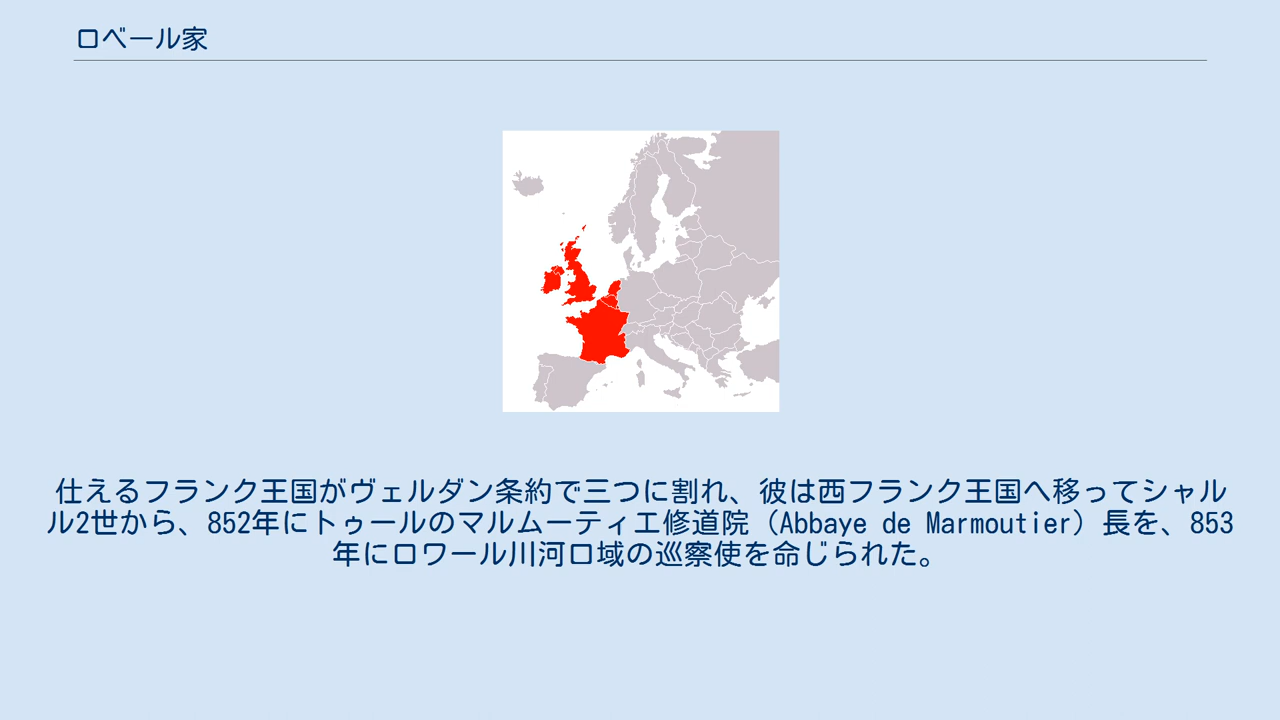 ロベール家
仕えるフランク王国がヴェルダン条約で三つに割れ、彼は西フランク王国へ移ってシャル
ル2世から、852年にトゥールのマルムーティエ修道院（Abbaye de Marmoutier）長を、853
年にロワール川河口域の巡察使を命じられた。